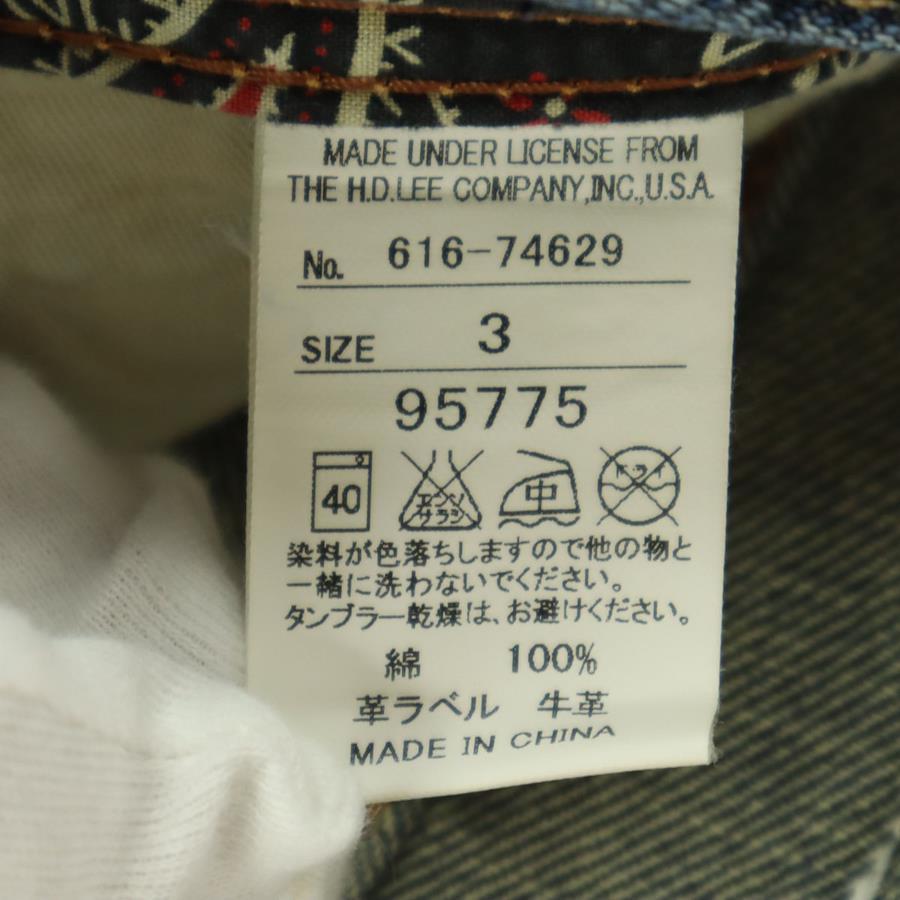 MADE UNDER LICENSE FROM
THE H.D.LEE COMPANY,INC.,U.S.A.
No. 616-74629
SIZE 3
95775
40 エンソ サラシ 中 ドライ
染料が色落ちしますので他の物と
一緒に洗わないでください。
タンブラー乾燥は、お避けください。
綿 100%
革ラベル 牛革
MADE IN CHINA